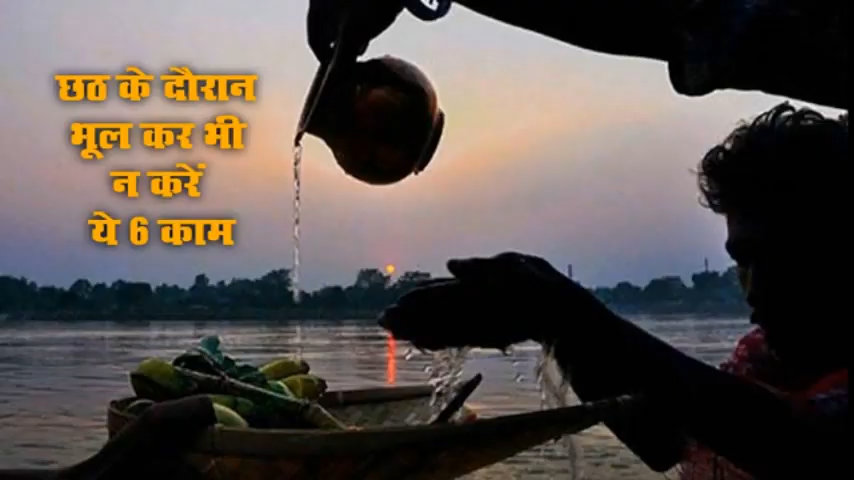 छठ के दौरान
भूल कर भी
न करें
ये 6 काम